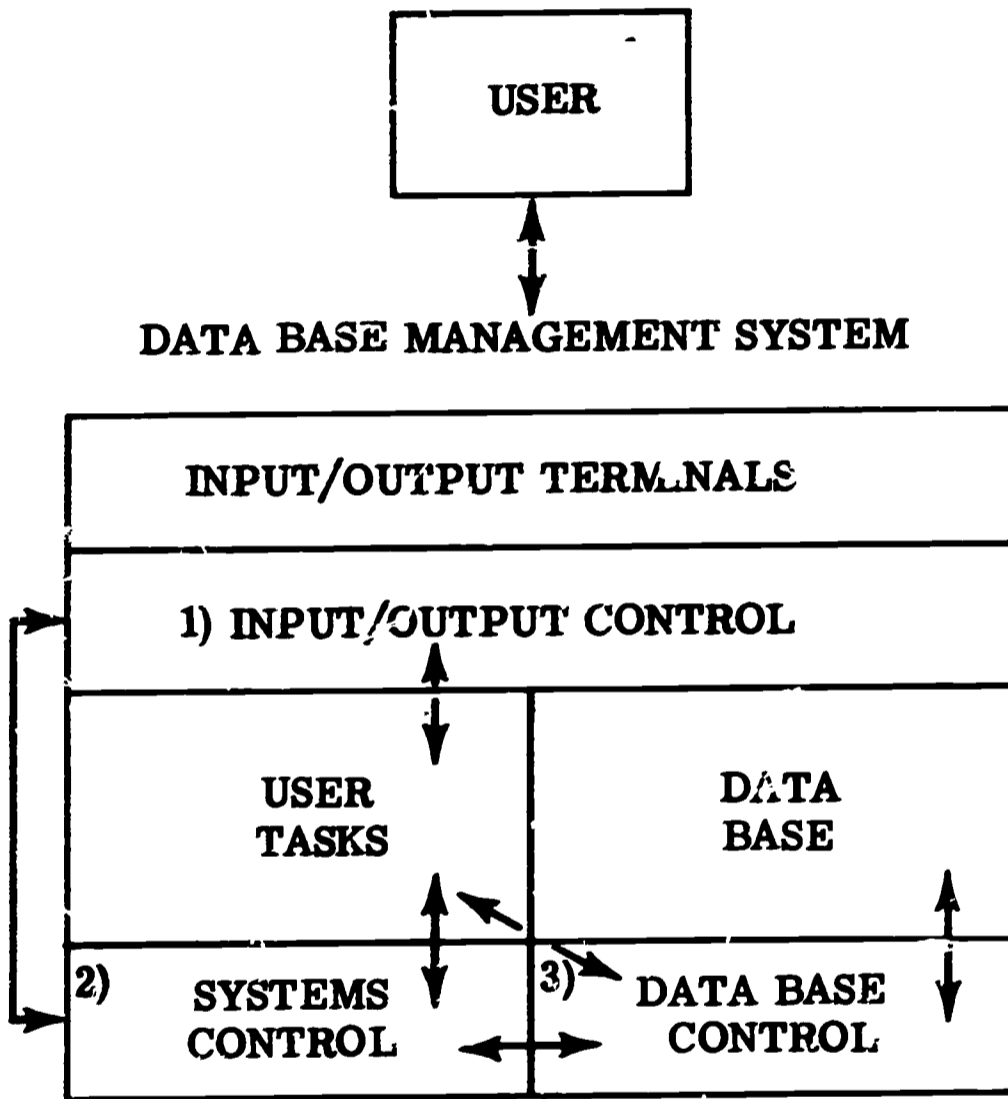 USER
DATA BASE MANAGEMENT SYSTEM
INPUT/OUTPUT TERMINALS
1) INPUT/OUTPUT CONTROL
USER
TASKS
DATA
BASE
2) SYSTEMS
CONTROL
3) DATA BASE
CONTROL